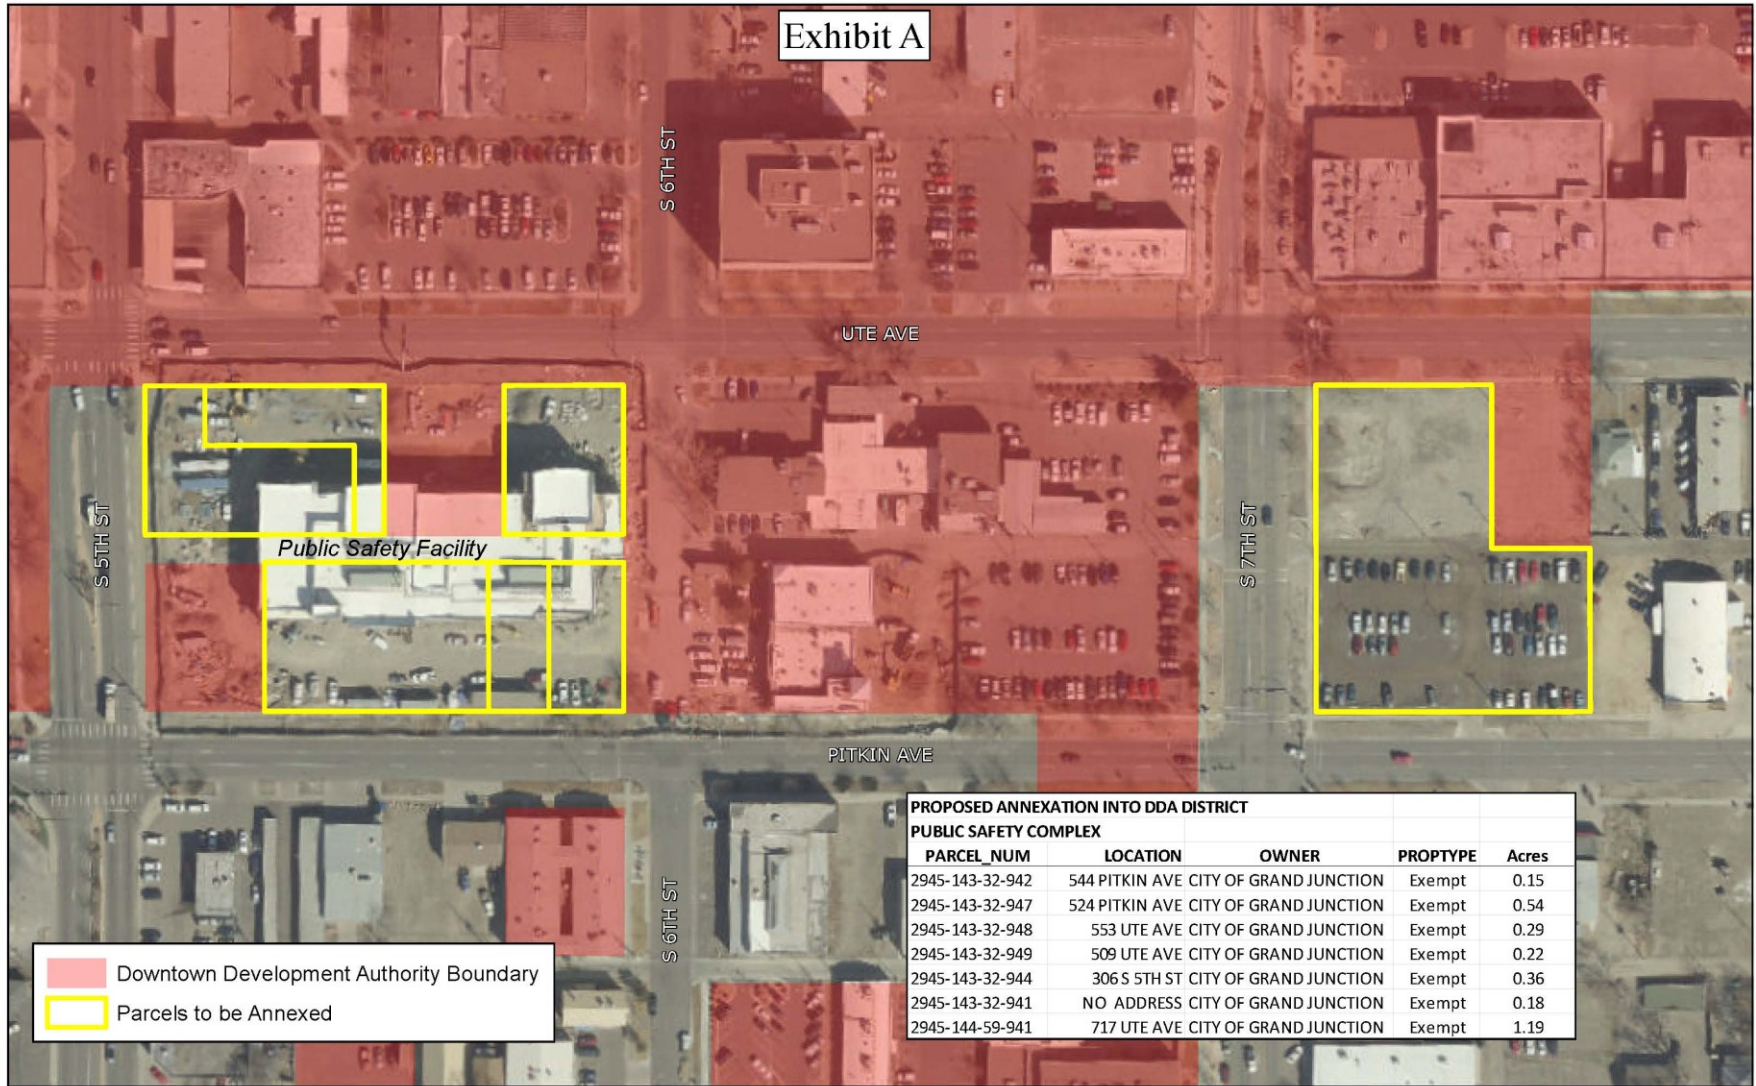 Exhibit A
S 6TH ST
UTE AVE
S 5TH ST
Public Safety Facility
S 7TH ST
PITKIN AVE
S 6TH ST
PROPOSED ANNEXATION INTO DDA DISTRICT
PUBLIC SAFETY COMPLEX
PARCEL_NUM LOCATION OWNER PROPTYPE Acres
2945-143-32-942 544 PITKIN AVE CITY OF GRAND JUNCTION Exempt 0.15
2945-143-32-947 524 PITKIN AVE CITY OF GRAND JUNCTION Exempt 0.54
2945-143-32-948 553 UTE AVE CITY OF GRAND JUNCTION Exempt 0.29
2945-143-32-949 509 UTE AVE CITY OF GRAND JUNCTION Exempt 0.22
2945-143-32-944 306 S 5TH ST CITY OF GRAND JUNCTION Exempt 0.36
2945-143-32-941 NO ADDRESS CITY OF GRAND JUNCTION Exempt 0.18
2945-144-59-941 717 UTE AVE CITY OF GRAND JUNCTION Exempt 1.19
Downtown Development Authority Boundary
Parcels to be Annexed